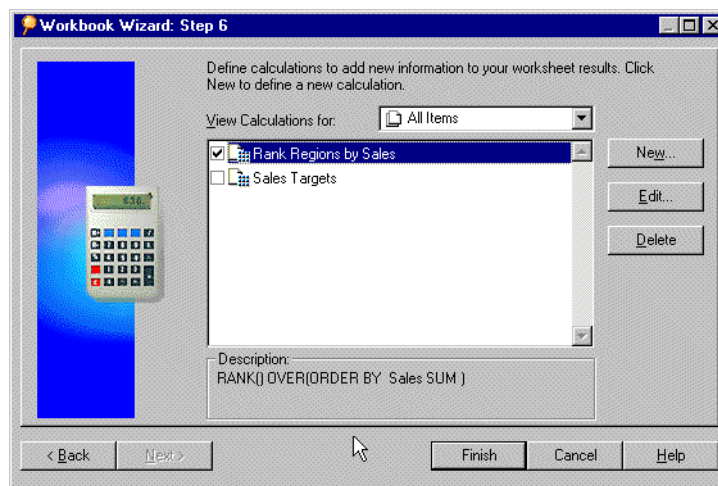 Workbook Wizard: Step 6
Define calculations to add new information to your worksheet results. Click
New to define a new calculation.
View Calculations for:
All Items
Rank Regions by Sales
Sales Targets
New...
Edit...
Delete
630.
Description:
RANK() OVER(ORDER BY Sales SUM )
< Back
Next >
Finish
Cancel
Help